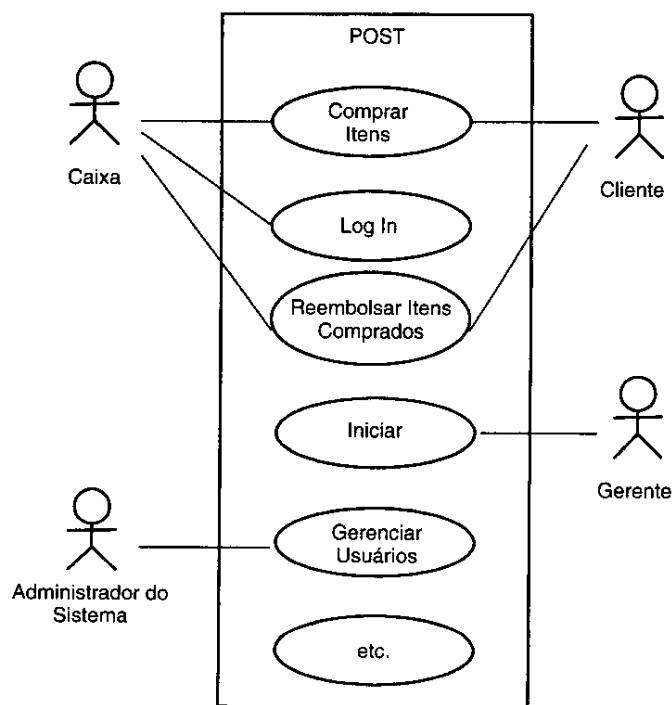 POST
Comprar
Itens
Caixa
Cliente
Log In
Reembolsar Itens
Comprados
Iniciar
Gerente
Gerenciar
Usuários
Administrador do
Sistema
etc.